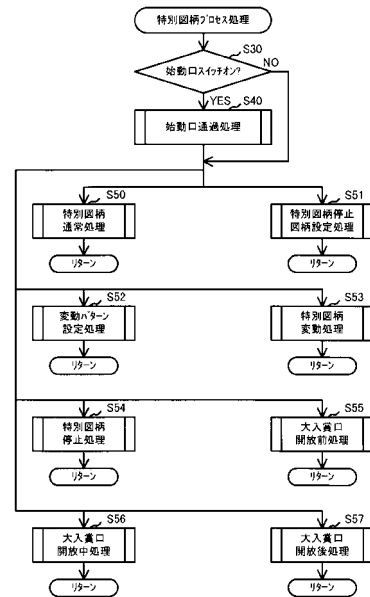 特別図柄プロセス処理
S30
始動口スイッチオン?
NO
YES
S40
始動口通過処理
S50
特別図柄
通常処理
リターン
S51
特別図柄停止
図柄設定処理
リターン
S52
変動パターン
設定処理
リターン
S53
特別図柄
変動処理
リターン
S54
特別図柄
停止処理
リターン
S55
大入賞口
開放前処理
リターン
S56
大入賞口
開放中処理
リターン
S57
大入賞口
開放後処理
リターン